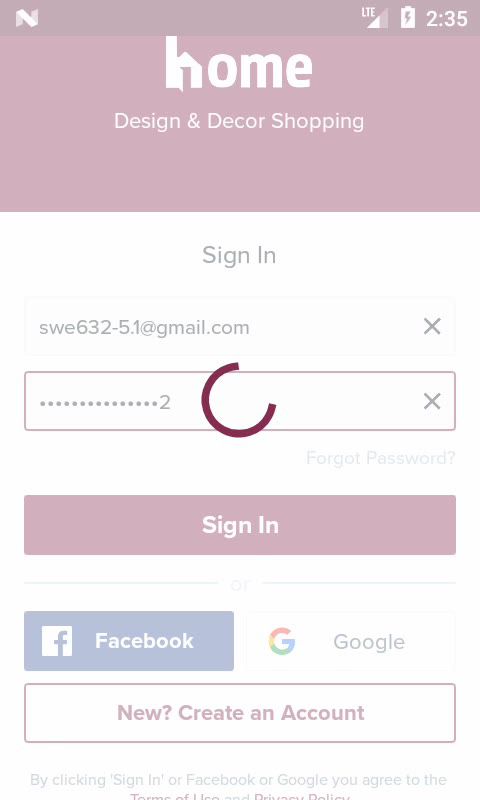 LTE 2:35
home
Design & Decor Shopping
Sign In
swe632-5.1@gmail.com
•••••••••••••••2
Forgot Password?
Sign In
or
Facebook
Google
New? Create an Account
By clicking 'Sign In' or Facebook or Google you agree to the
Terms of Use and Privacy Policy